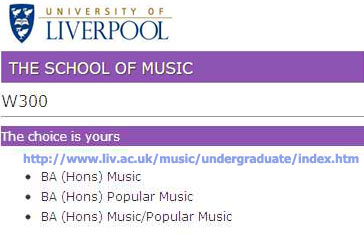 UNIVERSITY OF
LIVERPOOL
THE SCHOOL OF MUSIC
W300
The choice is yours
http://www.liv.ac.uk/music/undergraduate/index.htm
• BA (Hons) Music
• BA (Hons) Popular Music
• BA (Hons) Music/Popular Music